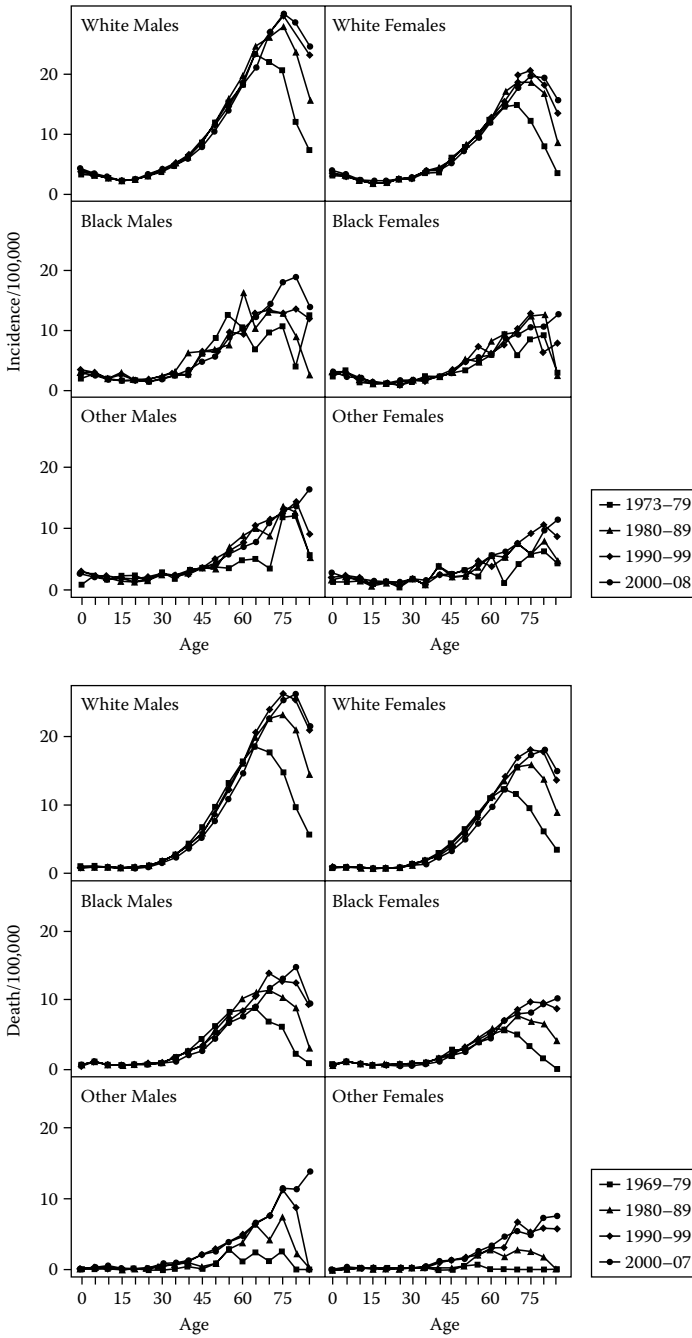 White Males
White Females
20
10
0
Black Males
Black Females
Incidence/100,000
20
10
0
Other Males
Other Females
20
10
0
0 15 30 45 60 75
0 15 30 45 60 75
Age
Age
1973–79
1980–89
1990–99
2000–08
White Males
White Females
20
10
0
Black Males
Black Females
Death/100,000
20
10
0
Other Males
Other Females
20
10
0
0 15 30 45 60 75
0 15 30 45 60 75
Age
Age
1969–79
1980–89
1990–99
2000–07